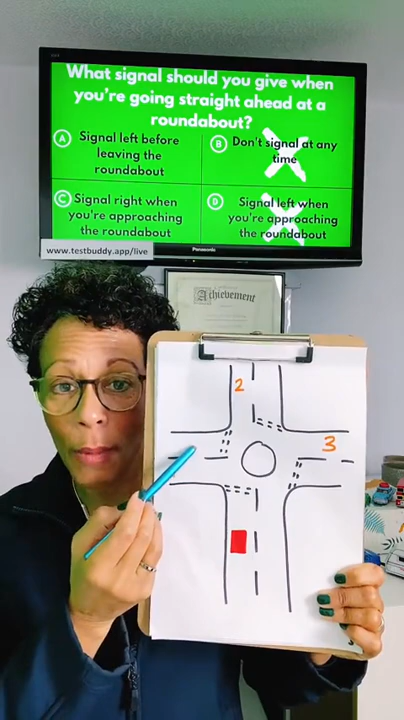 What signal should you give when
you're going straight ahead at a
roundabout?
A Signal left before
leaving the
roundabout
B Don't signal at any
time
C Signal right when
you're approaching
the roundabout
D Signal left when
you're approaching
the roundabout
www.testbuddy.app/live
Panasonic
Achievement
2
3